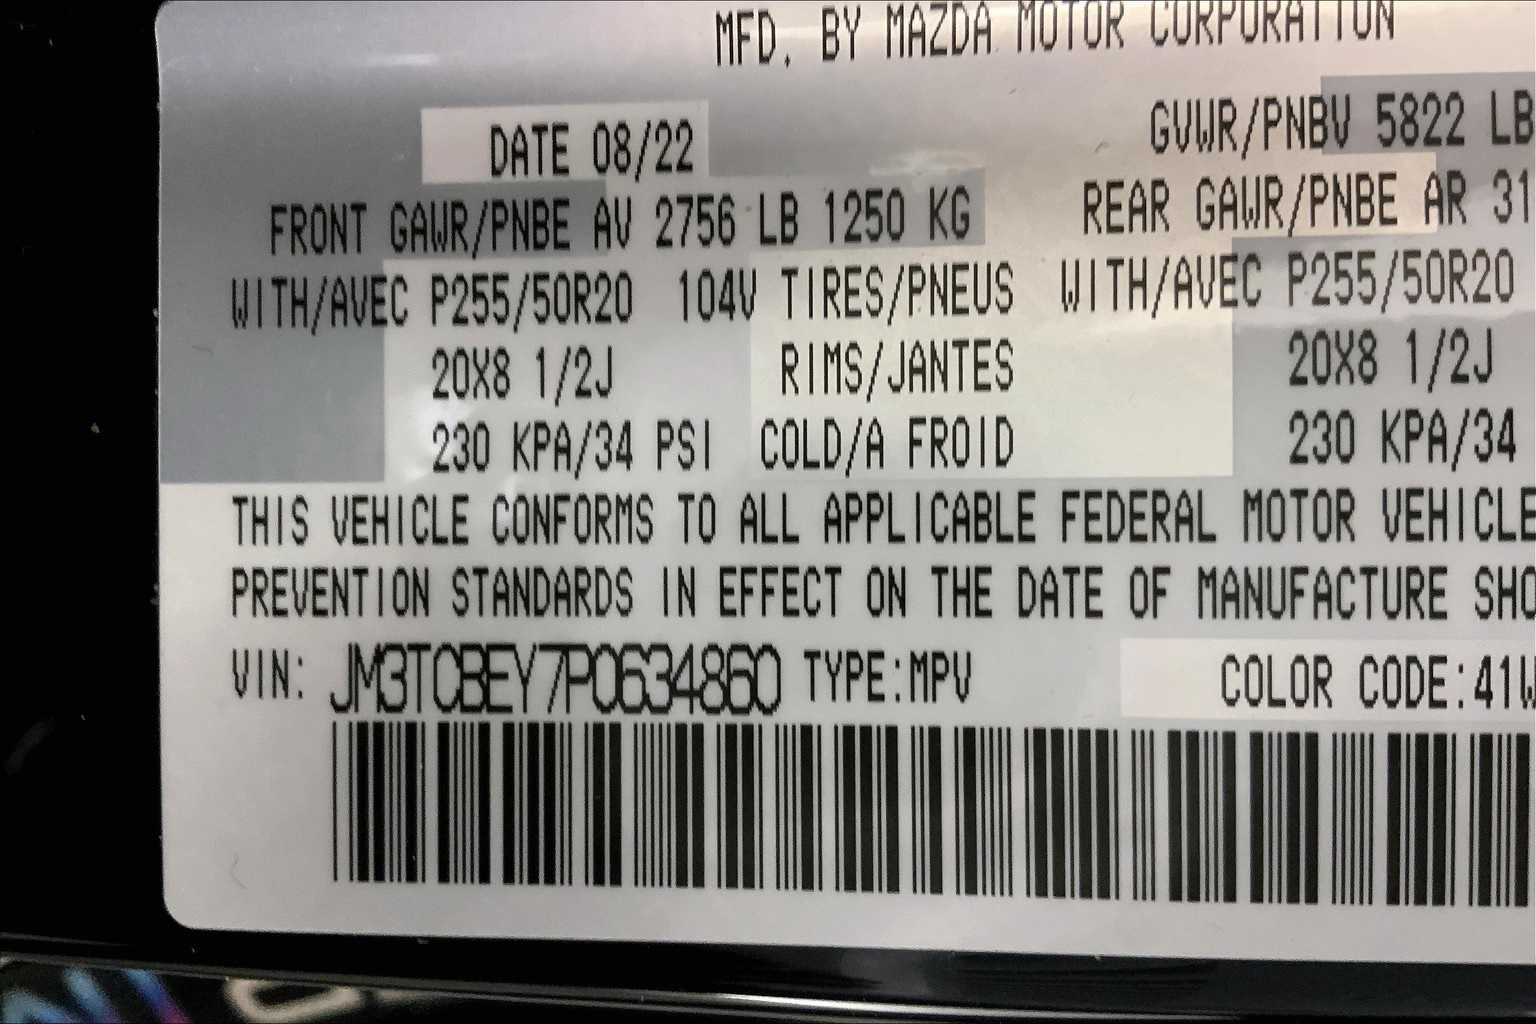 MFD. BY MAZDA MOTOR CORPORATION
DATE 08/22 GVWR/PNBV 5822 LB
FRONT GAWR/PNBE AV 2756 LB 1250 KG REAR GAWR/PNBE AR 31
WITH/AVEC P255/50R20 104V TIRES/PNEUS WITH/AVEC P255/50R20
20X8 1/2J RIMS/JANTES 20X8 1/2J
230 KPA/34 PSI COLD/A FROID 230 KPA/34
THIS VEHICLE CONFORMS TO ALL APPLICABLE FEDERAL MOTOR VEHICLE
PREVENTION STANDARDS IN EFFECT ON THE DATE OF MANUFACTURE SHO
VIN: JM3TCBEY7P0634860 TYPE:MPV COLOR CODE:41W